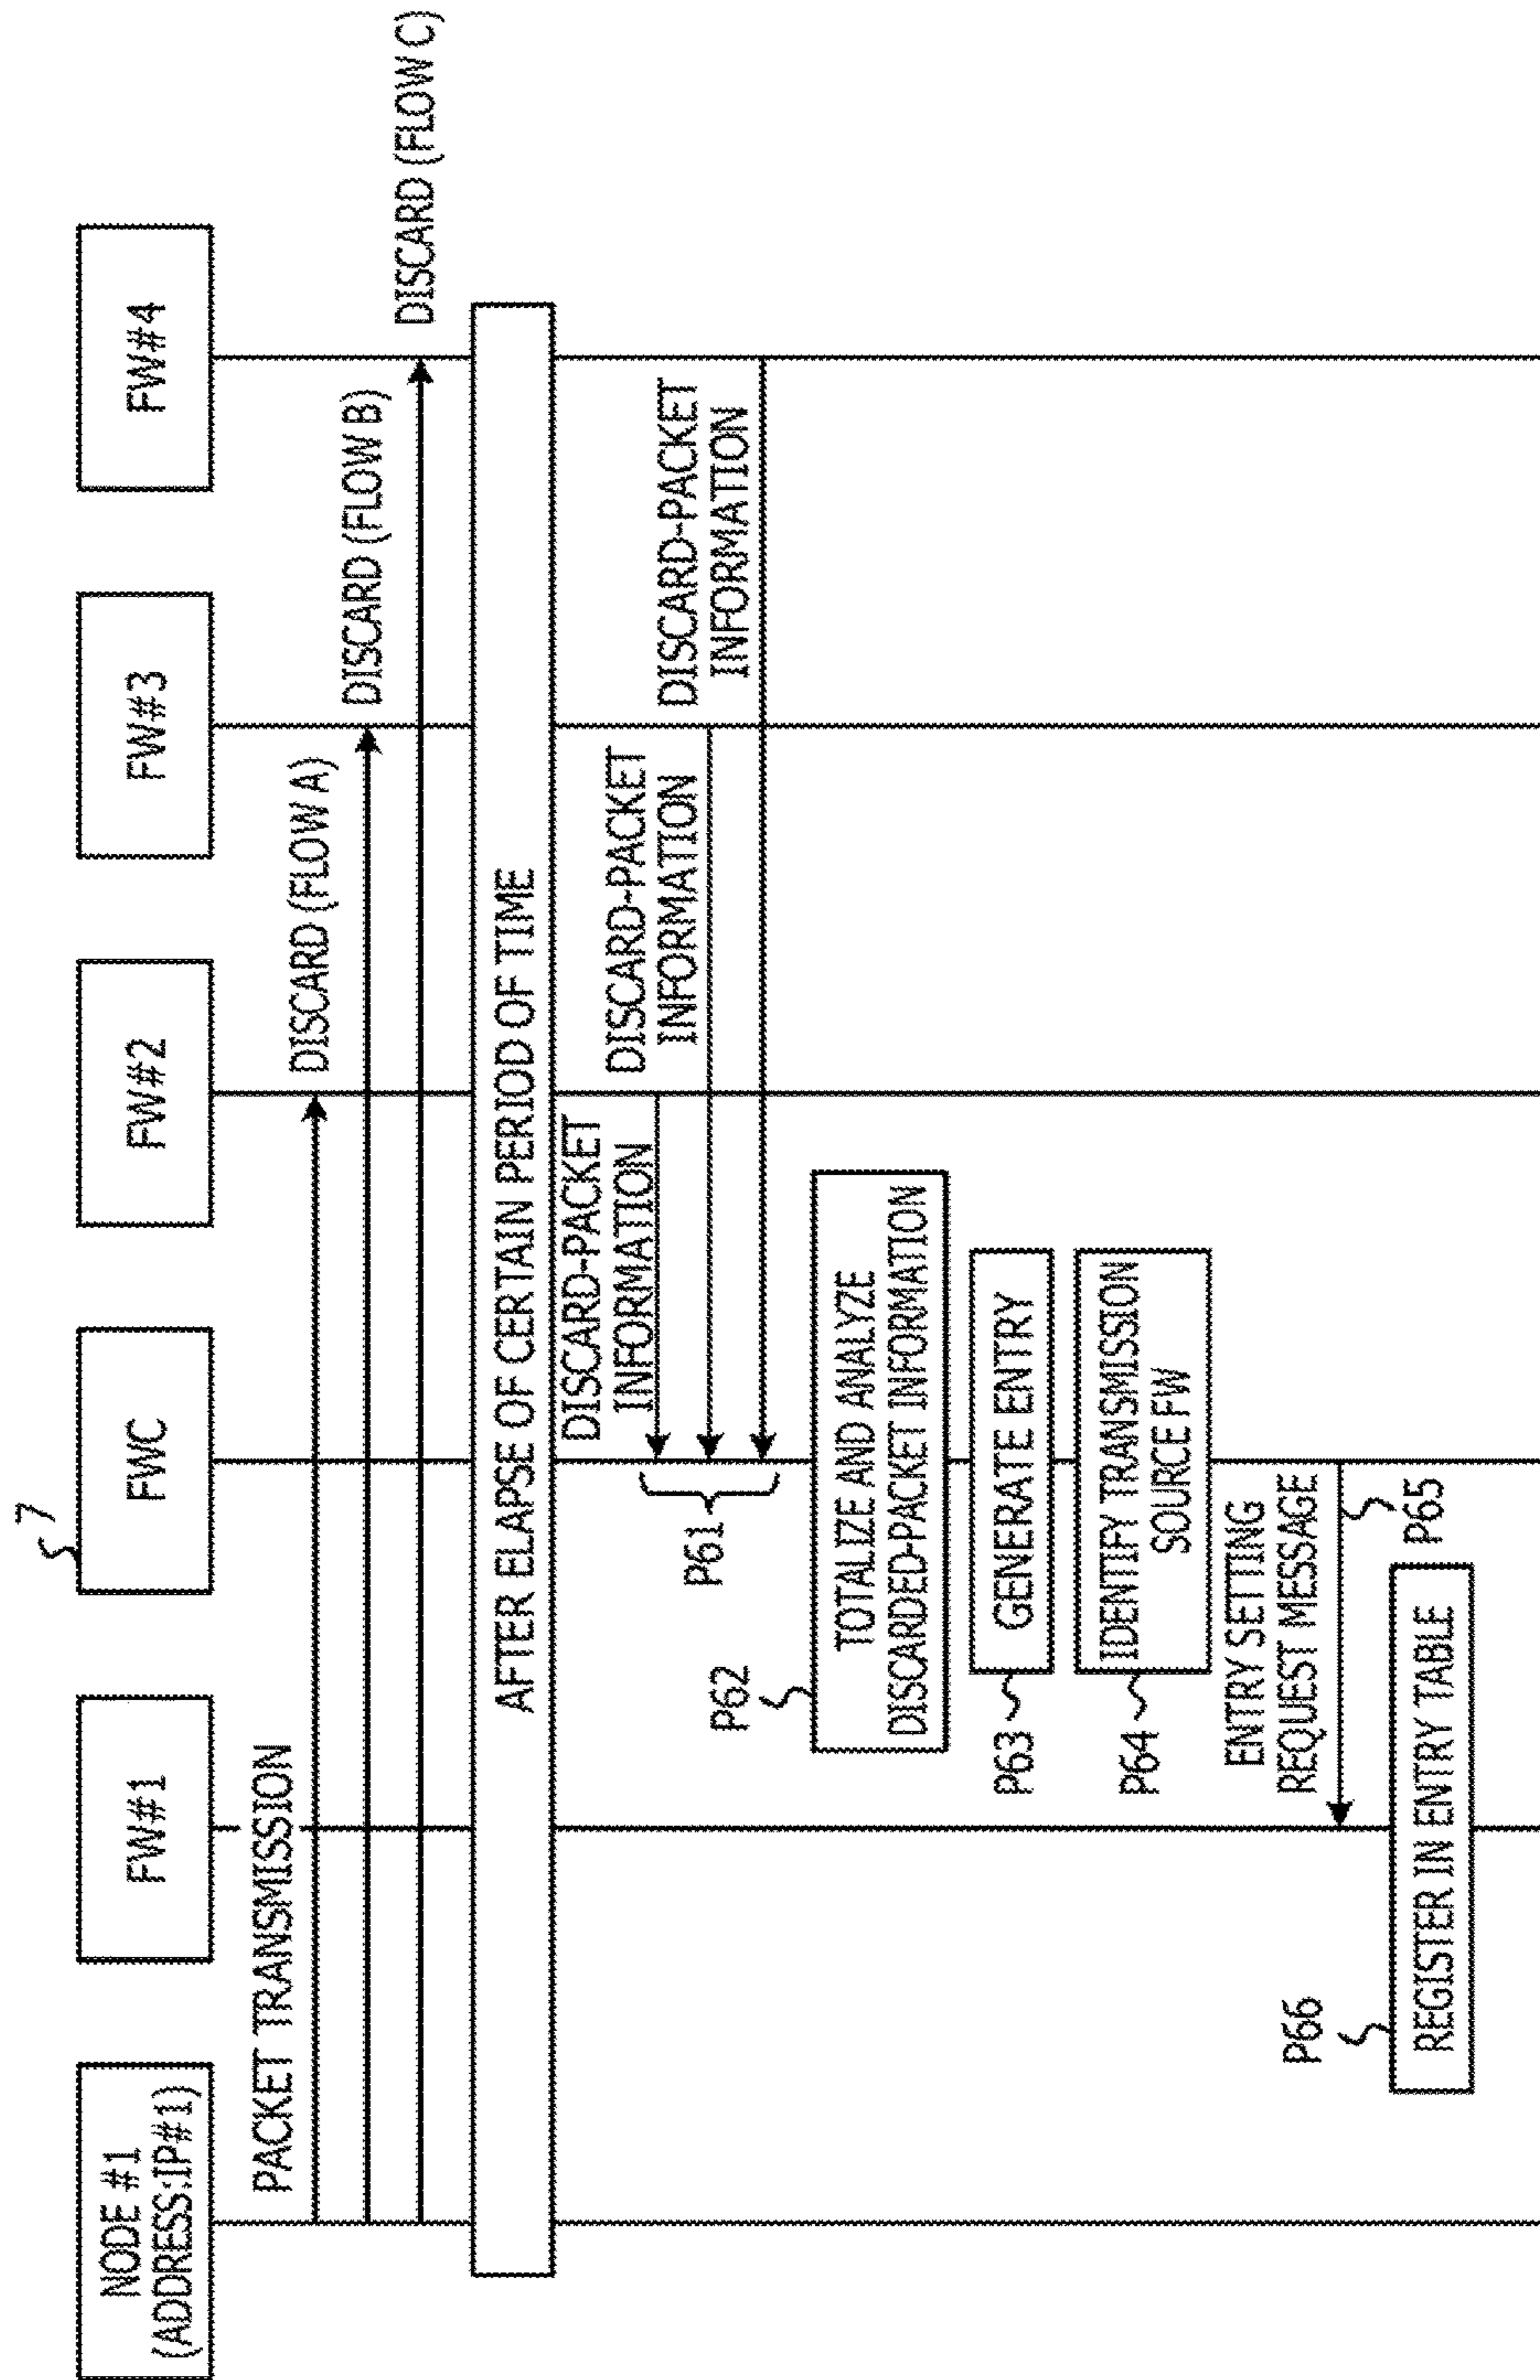 NODE #1
(ADDRESS:IP#1)
FW#1
7
FWC
FW#2
FW#3
FW#4
PACKET TRANSMISSION
DISCARD (FLOW A)
DISCARD (FLOW B)
DISCARD (FLOW C)
AFTER ELAPSE OF CERTAIN PERIOD OF TIME
DISCARD-PACKET
INFORMATION
DISCARD-PACKET
INFORMATION
DISCARD-PACKET
INFORMATION
P61
P62
TOTALIZE AND ANALYZE
DISCARDED-PACKET INFORMATION
P63
GENERATE ENTRY
P64
IDENTIFY TRANSMISSION
SOURCE FW
ENTRY SETTING
REQUEST MESSAGE
P65
P66
REGISTER IN ENTRY TABLE